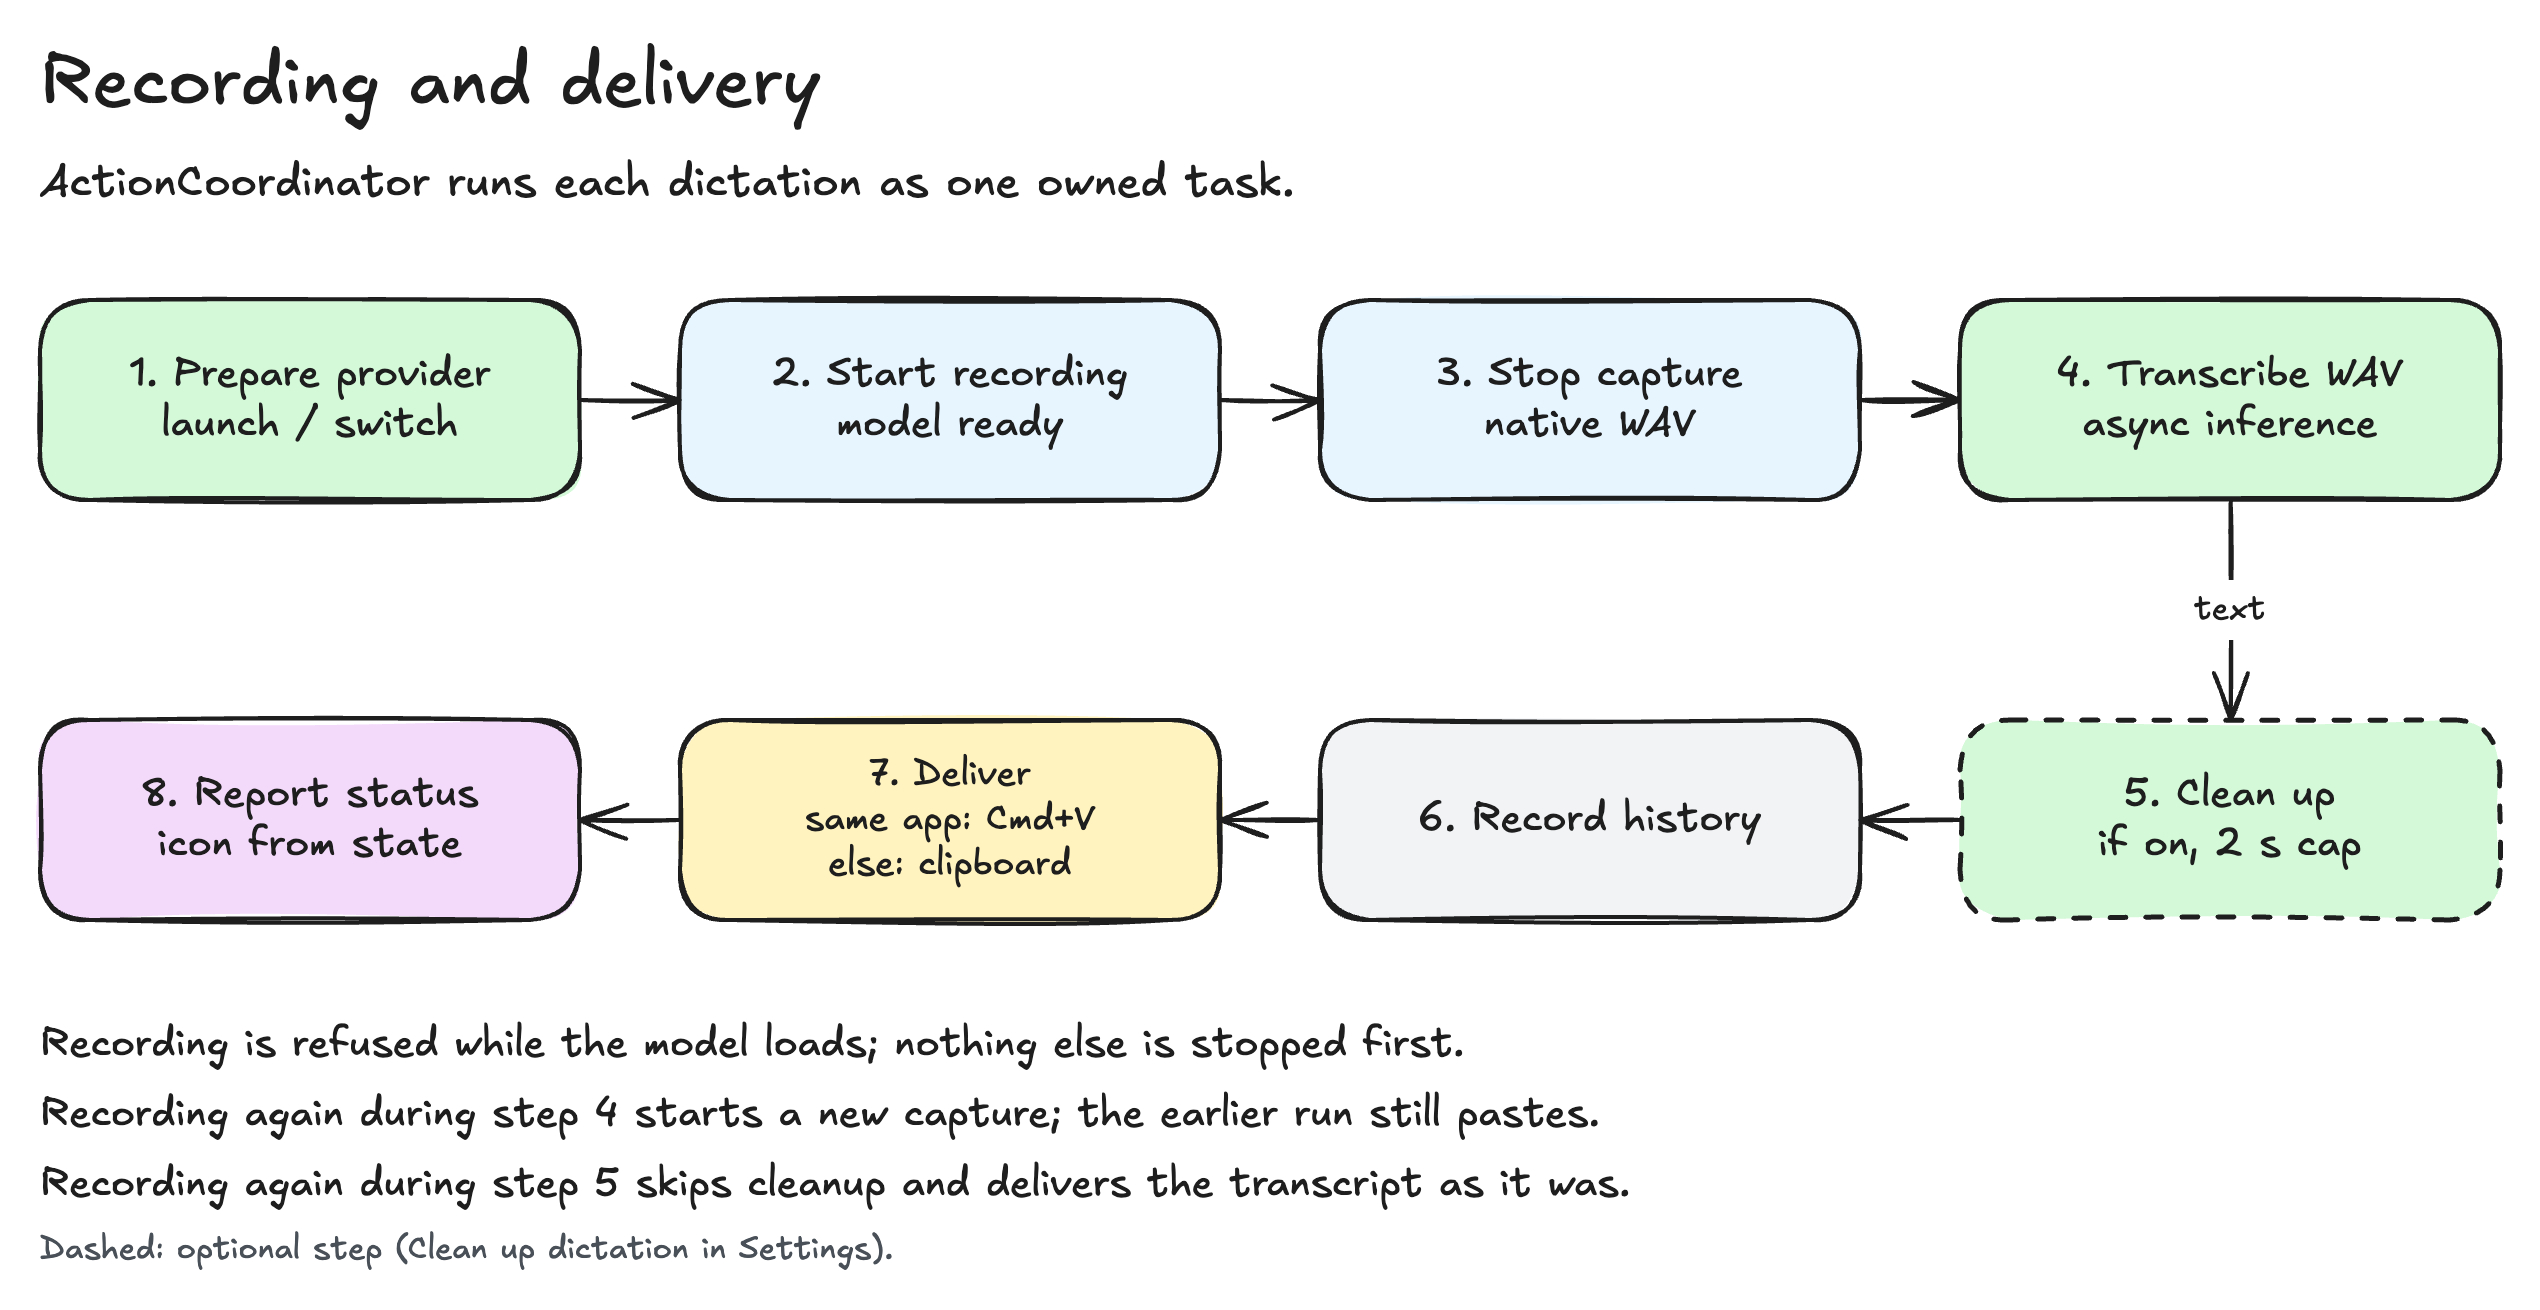 Recording and delivery
ActionCoordinator runs each dictation as one owned task.
1. Prepare provider
launch / switch
2. Start recording
model ready
3. Stop capture
native WAV
4. Transcribe WAV
async inference
text
5. Clean up
if on, 2 s cap
6. Record history
7. Deliver
same app: Cmd+V
else: clipboard
8. Report status
icon from state
Recording is refused while the model loads; nothing else is stopped first.
Recording again during step 4 starts a new capture; the earlier run still pastes.
Recording again during step 5 skips cleanup and delivers the transcript as it was.
Dashed: optional step (Clean up dictation in Settings).